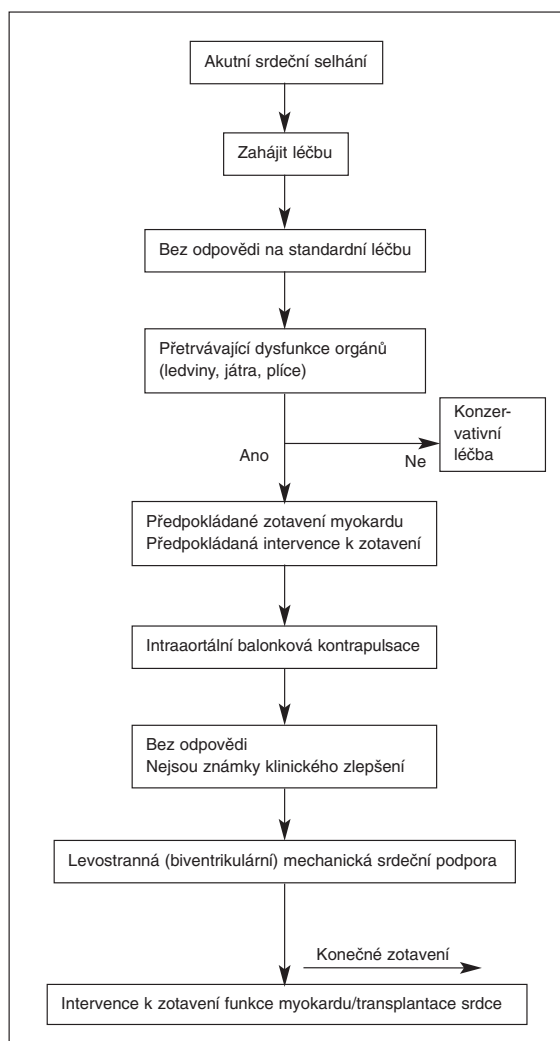 Akutní srdeční selhání
Zahájit léčbu
Bez odpovědi na standardní léčbu
Přetrvávající dysfunkce orgánů
(ledviny, játra, plíce)
Ano
Ne
Konzer-
vativní
léčba
Předpokládané zotavení myokardu
Předpokládaná intervence k zotavení
Intraaortální balonková kontrapulsace
Bez odpovědi
Nejsou známky klinického zlepšení
Levostranná (biventrikulární) mechanická srdeční podpora
Konečné zotavení
Intervence k zotavení funkce myokardu/transplantace srdce